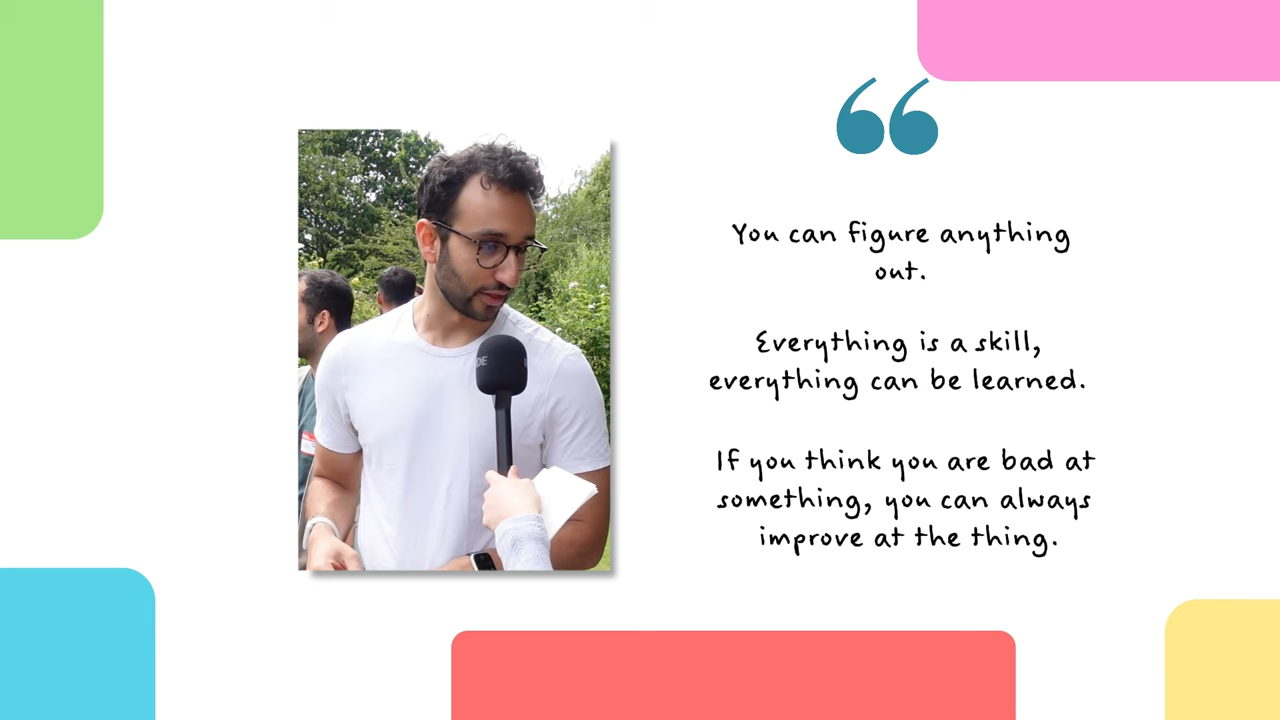 You can figure anything
out.
Everything is a skill,
everything can be learned.
If you think you are bad at
something, you can always
improve at the thing.
DE